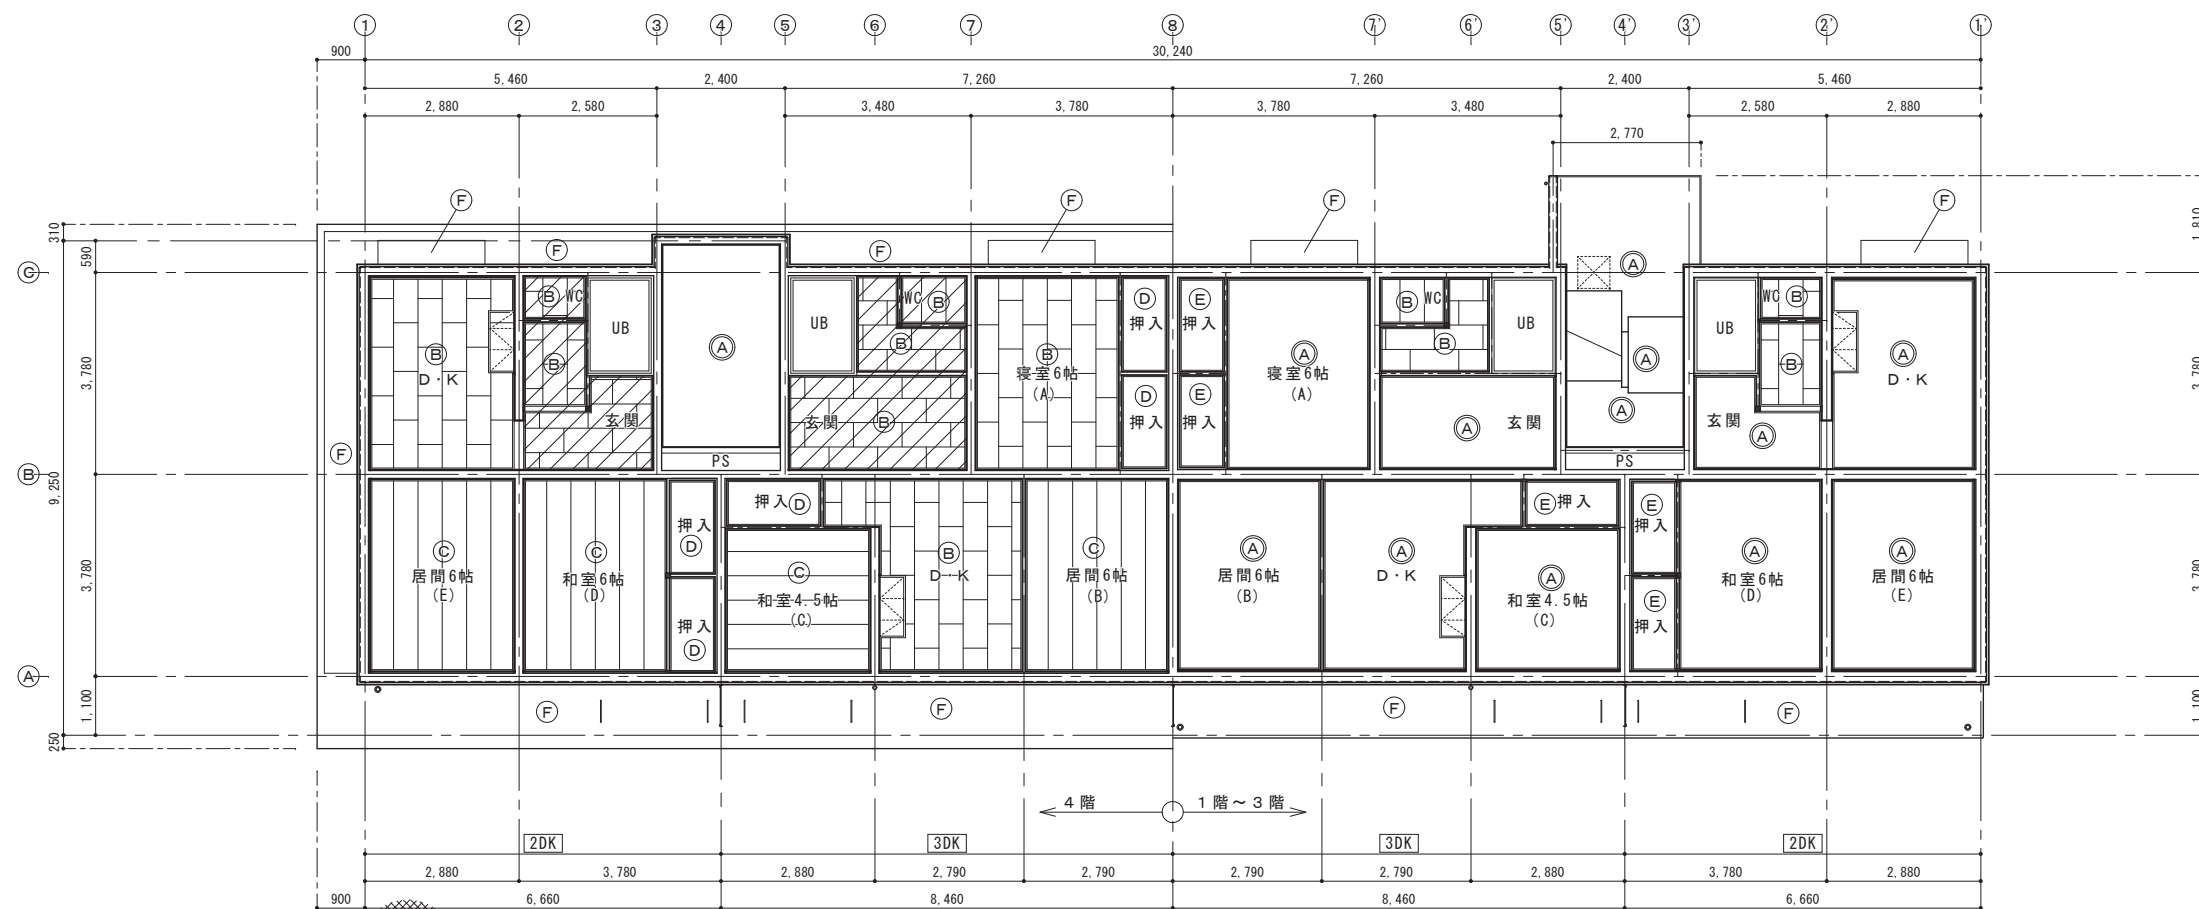 ① ② ③ ④ ⑤ ⑥ ⑦ ⑧ 7' 6' 5' 4' 3' 2' 1'
900 30,240
5,460 2,400 7,260 7,260 2,400 5,460
2,880 2,580 3,480 3,780 3,780 3,480 2,580 2,880
2,770
Ⓕ Ⓕ Ⓕ Ⓕ
310 1,810
590 Ⓕ Ⓕ Ⓐ
Ⓒ
Ⓑ WC WC Ⓑ Ⓓ Ⓔ Ⓑ WC WC Ⓑ
押入 押入
UB UB UB UB
Ⓑ Ⓐ Ⓑ Ⓑ Ⓐ Ⓑ Ⓐ Ⓑ Ⓐ
3,780 D・K Ⓑ 寝室6帖 寝室6帖 D・K 3,780
(A) Ⓓ Ⓔ (A) Ⓐ
玄関 玄関 Ⓑ 押入 押入 Ⓐ 玄関 玄関 Ⓐ
Ⓕ PS PS
Ⓑ
9,250
押入 Ⓓ Ⓔ 押入 Ⓔ
押入 押入
Ⓓ
Ⓒ Ⓒ Ⓒ Ⓑ Ⓒ Ⓐ Ⓐ Ⓐ Ⓐ Ⓐ
3,780 居間6帖 和室6帖 和室4.5帖 D・K 居間6帖 居間6帖 D・K 和室4.5帖 和室6帖 居間6帖 3,780
(E) (D) (C) (B) (B) (C) (D) (E)
押入 Ⓔ
Ⓓ 押入
Ⓐ
1,100 Ⓕ Ⓕ Ⓕ Ⓕ 1,100
250
4階 1階～3階
2DK 3DK 3DK 2DK
2,880 3,780 2,880 2,790 2,790 2,790 2,790 2,880 3,780 2,880
900 6,660 8,460 8,460 6,660